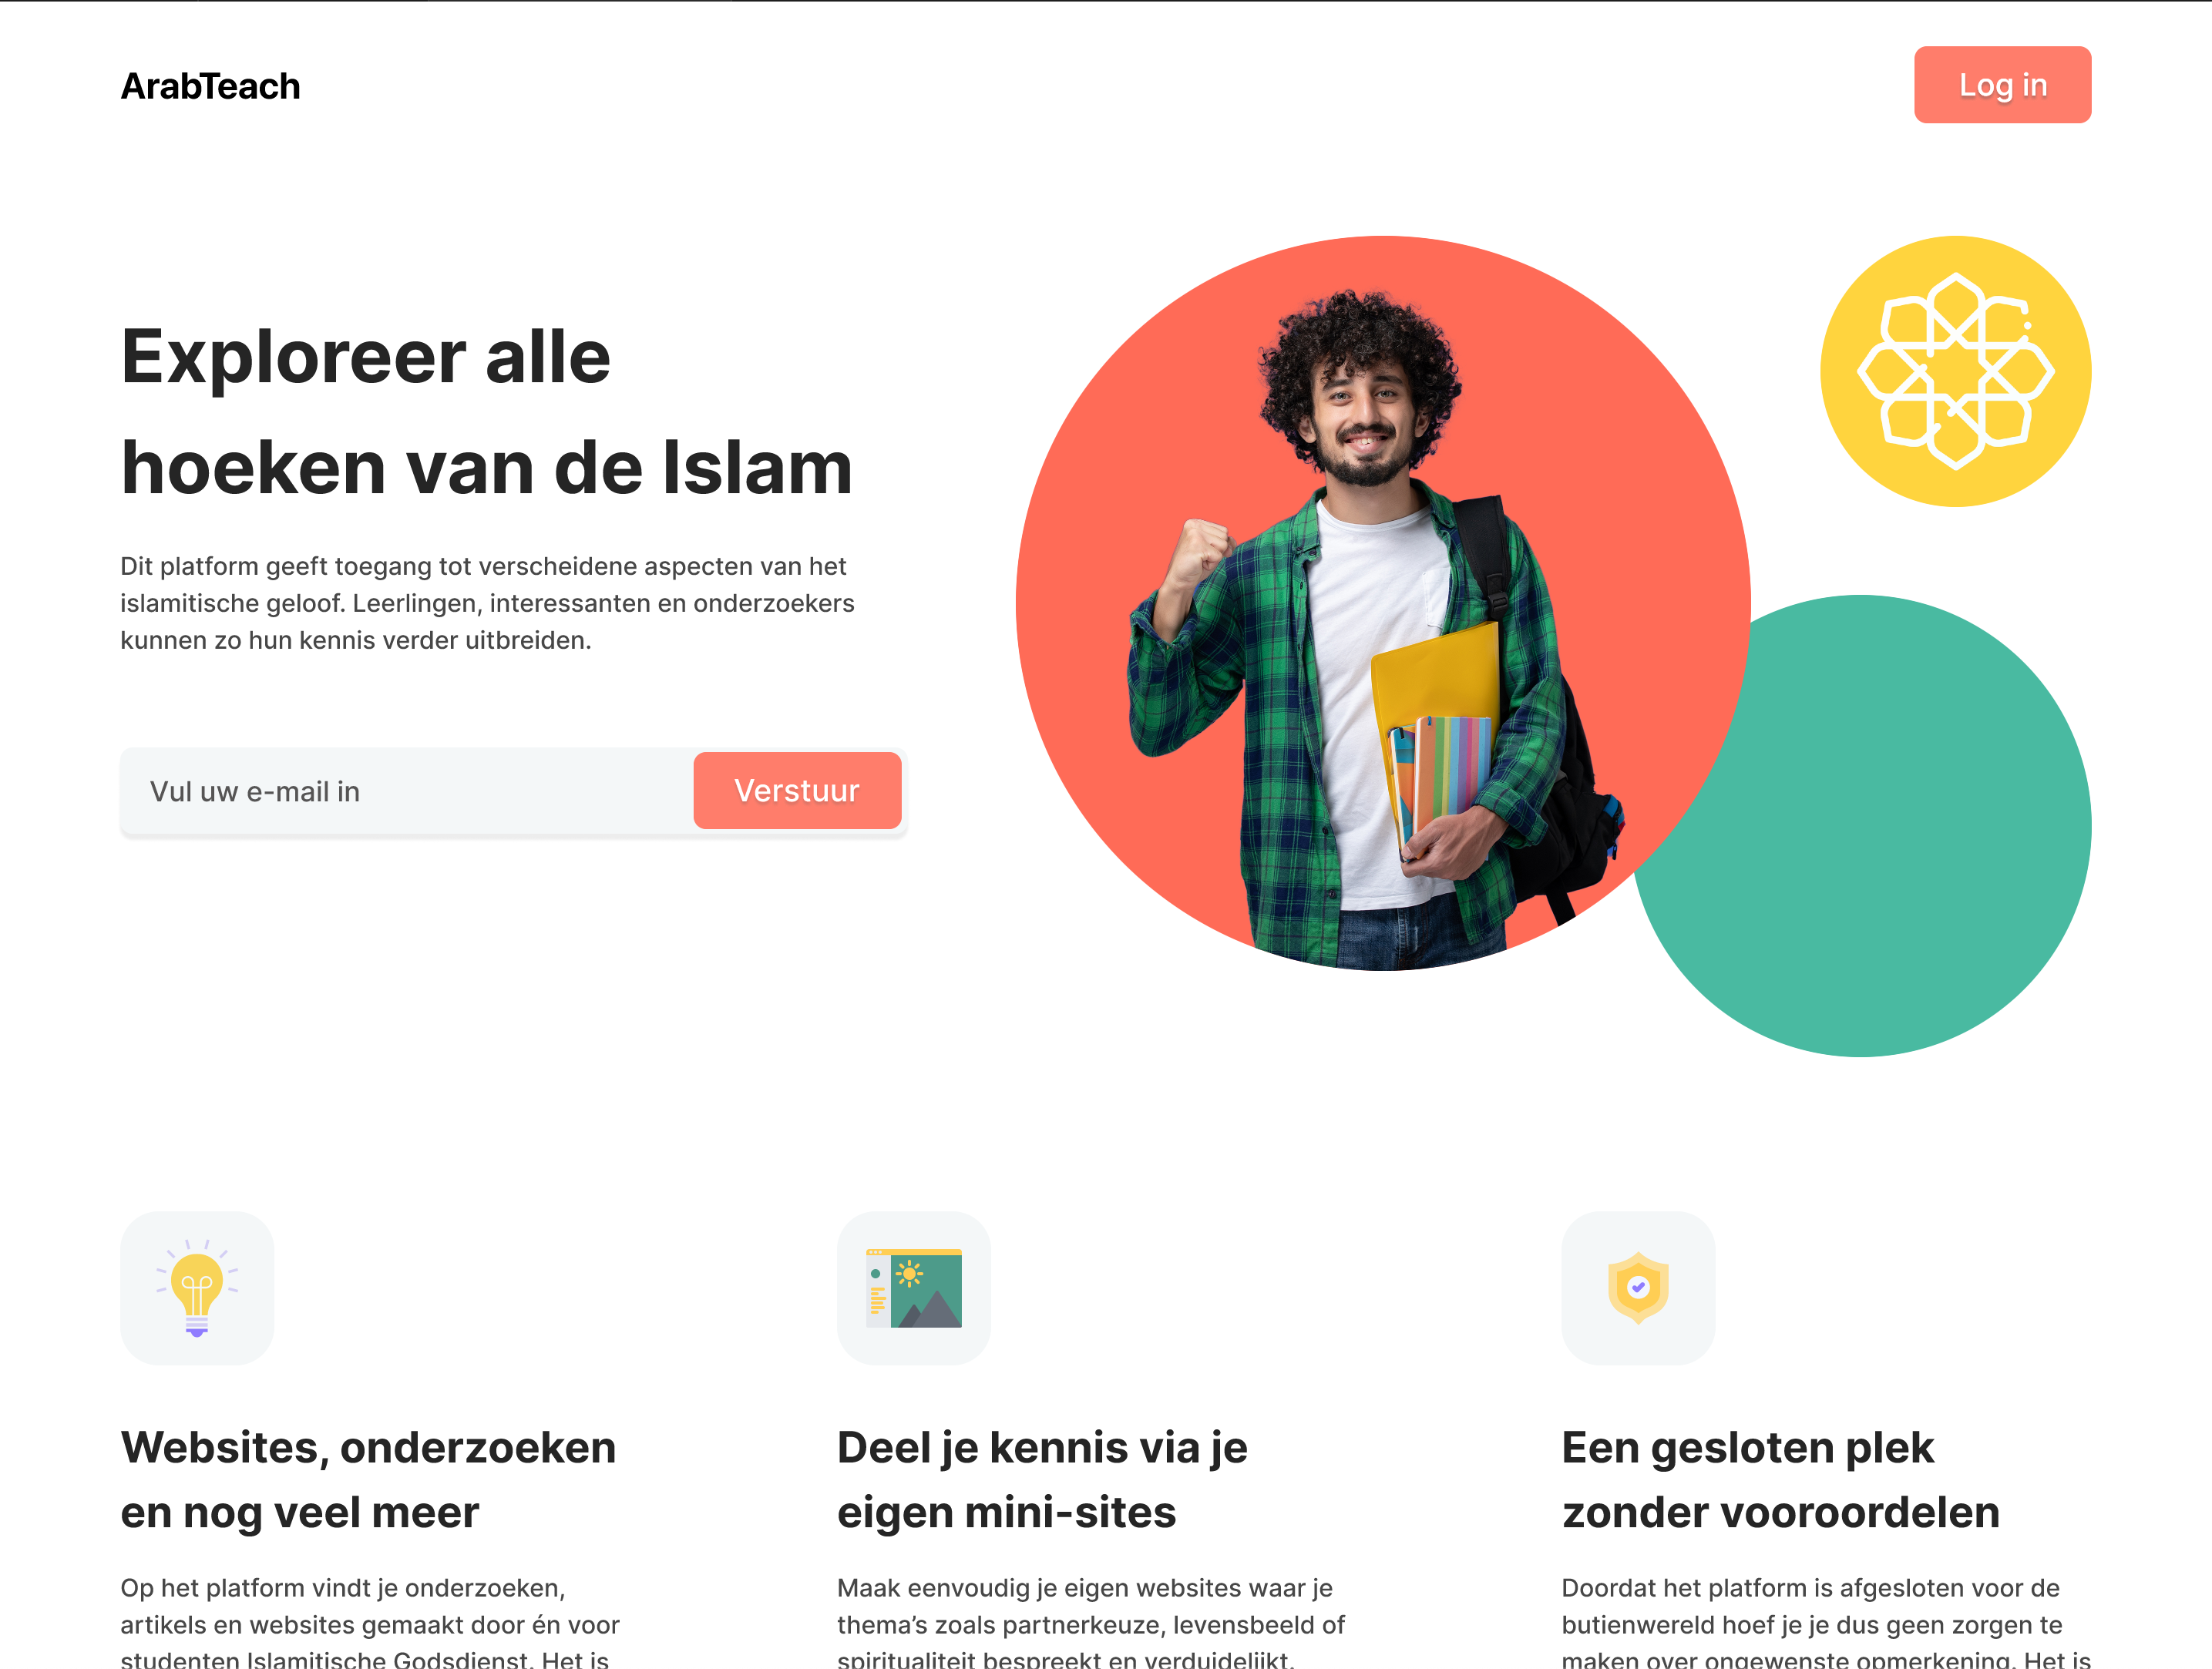 ArabTeach
Log in
Exploreer alle
hoeken van de Islam
Dit platform geeft toegang tot verscheidene aspecten van het
islamitische geloof. Leerlingen, interessanten en onderzoekers
kunnen zo hun kennis verder uitbreiden.
Vul uw e-mail in
Verstuur
Websites, onderzoeken
en nog veel meer
Op het platform vindt je onderzoeken,
artikels en websites gemaakt door én voor
studenten Islamitische Godsdienst. Het is
Deel je kennis via je
eigen mini-sites
Maak eenvoudig je eigen websites waar je
thema’s zoals partnerkeuze, levensbeeld of
spiritualiteit bespreekt en verduidelijkt.
Een gesloten plek
zonder vooroordelen
Doordat het platform is afgesloten voor de
butienwereld hoef je je dus geen zorgen te
maken over ongewenste opmerking. Het is